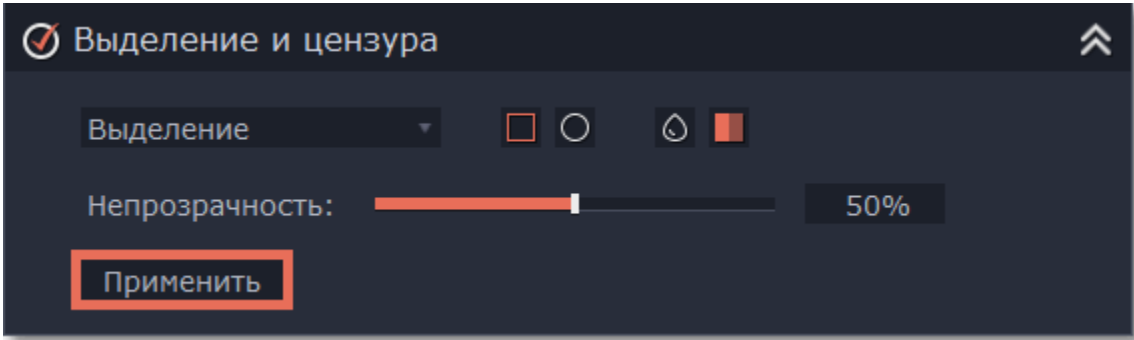 Выделение и цензура
Выделение
Непрозрачность: 50%
Применить